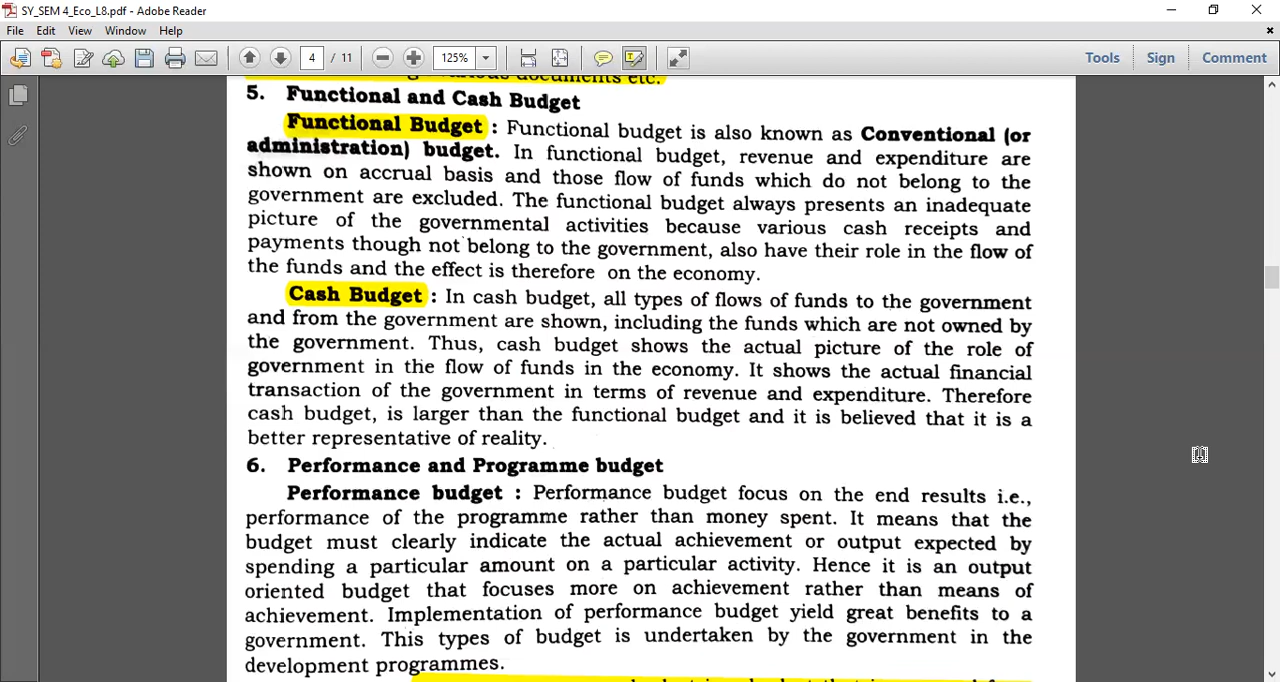 SY_SEM 4_Eco_L8.pdf - Adobe Reader
File Edit View Window Help
4 / 11 125% Tools Sign Comment
various documents etc.
5. Functional and Cash Budget
Functional Budget : Functional budget is also known as Conventional (or
administration) budget. In functional budget, revenue and expenditure are
shown on accrual basis and those flow of funds which do not belong to the
government are excluded. The functional budget always presents an inadequate
picture of the governmental activities because various cash receipts and
payments though not belong to the government, also have their role in the flow of
the funds and the effect is therefore on the economy.
Cash Budget : In cash budget, all types of flows of funds to the government
and from the government are shown, including the funds which are not owned by
the government. Thus, cash budget shows the actual picture of the role of
government in the flow of funds in the economy. It shows the actual financial
transaction of the government in terms of revenue and expenditure. Therefore
cash budget, is larger than the functional budget and it is believed that it is a
better representative of reality.
6. Performance and Programme budget
Performance budget : Performance budget focus on the end results i.e.,
performance of the programme rather than money spent. It means that the
budget must clearly indicate the actual achievement or output expected by
spending a particular amount on a particular activity. Hence it is an output
oriented budget that focuses more on achievement rather than means of
achievement. Implementation of performance budget yield great benefits to a
government. This types of budget is undertaken by the government in the
development programmes.